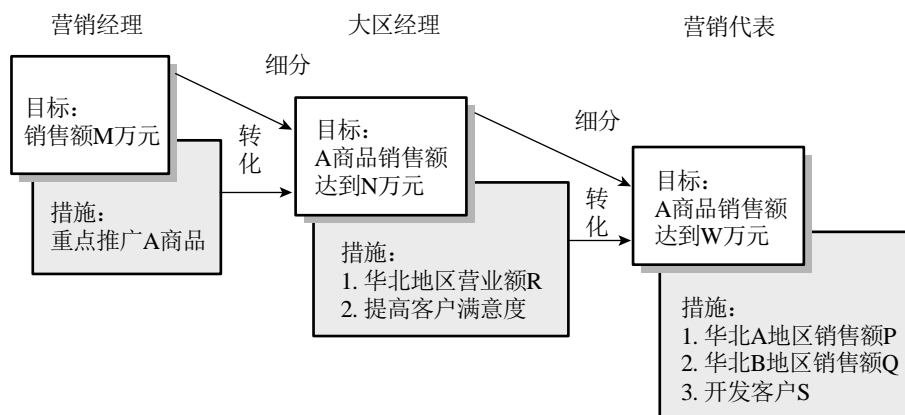 营销经理
大区经理
营销代表
细分
目标：
销售额M万元
转化
措施：
重点推广A商品
目标：
A商品销售额
达到N万元
细分
转化
措施：
1. 华北地区营业额R
2. 提高客户满意度
目标：
A商品销售额
达到W万元
措施：
1. 华北A地区销售额P
2. 华北B地区销售额Q
3. 开发客户S